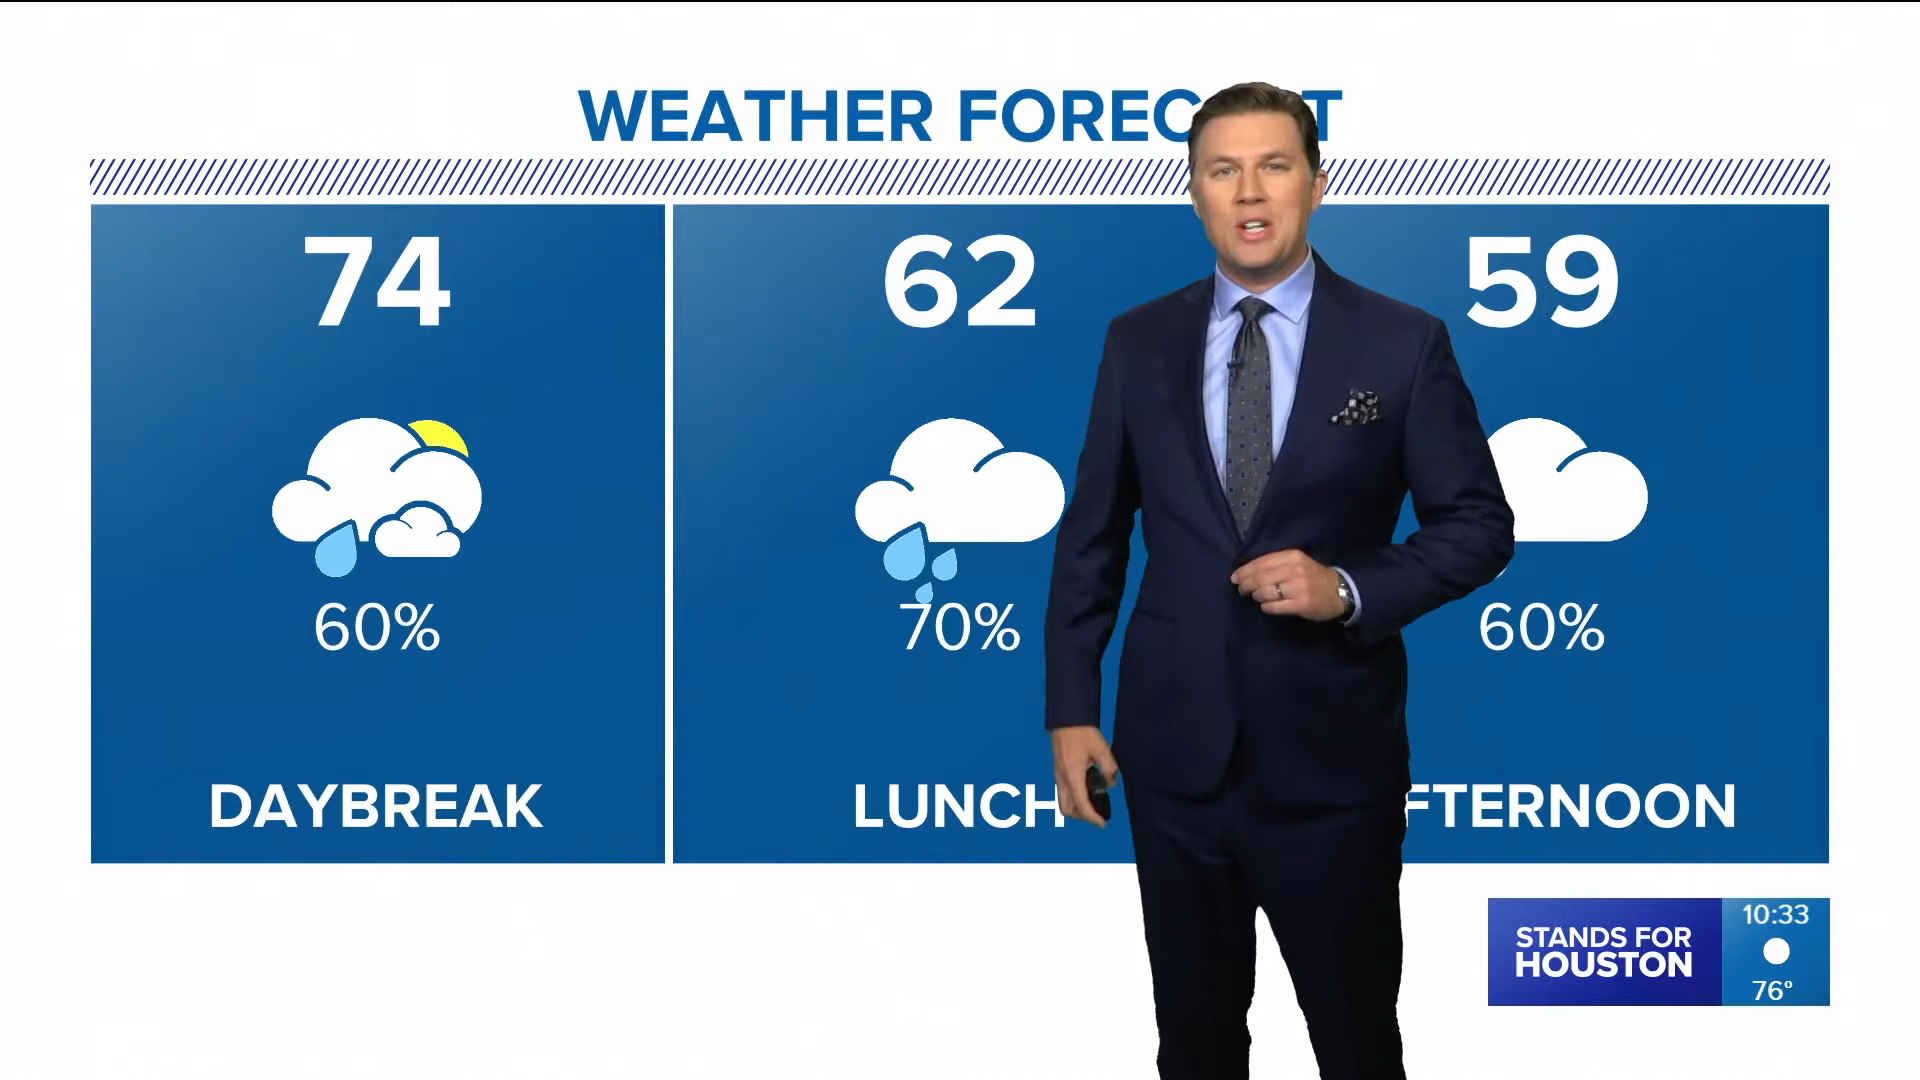 WEATHER FOREC T
74
62
59
60%
70%
60%
DAYBREAK
LUNCH
FTERNOON
STANDS FOR
HOUSTON
10:33
76°